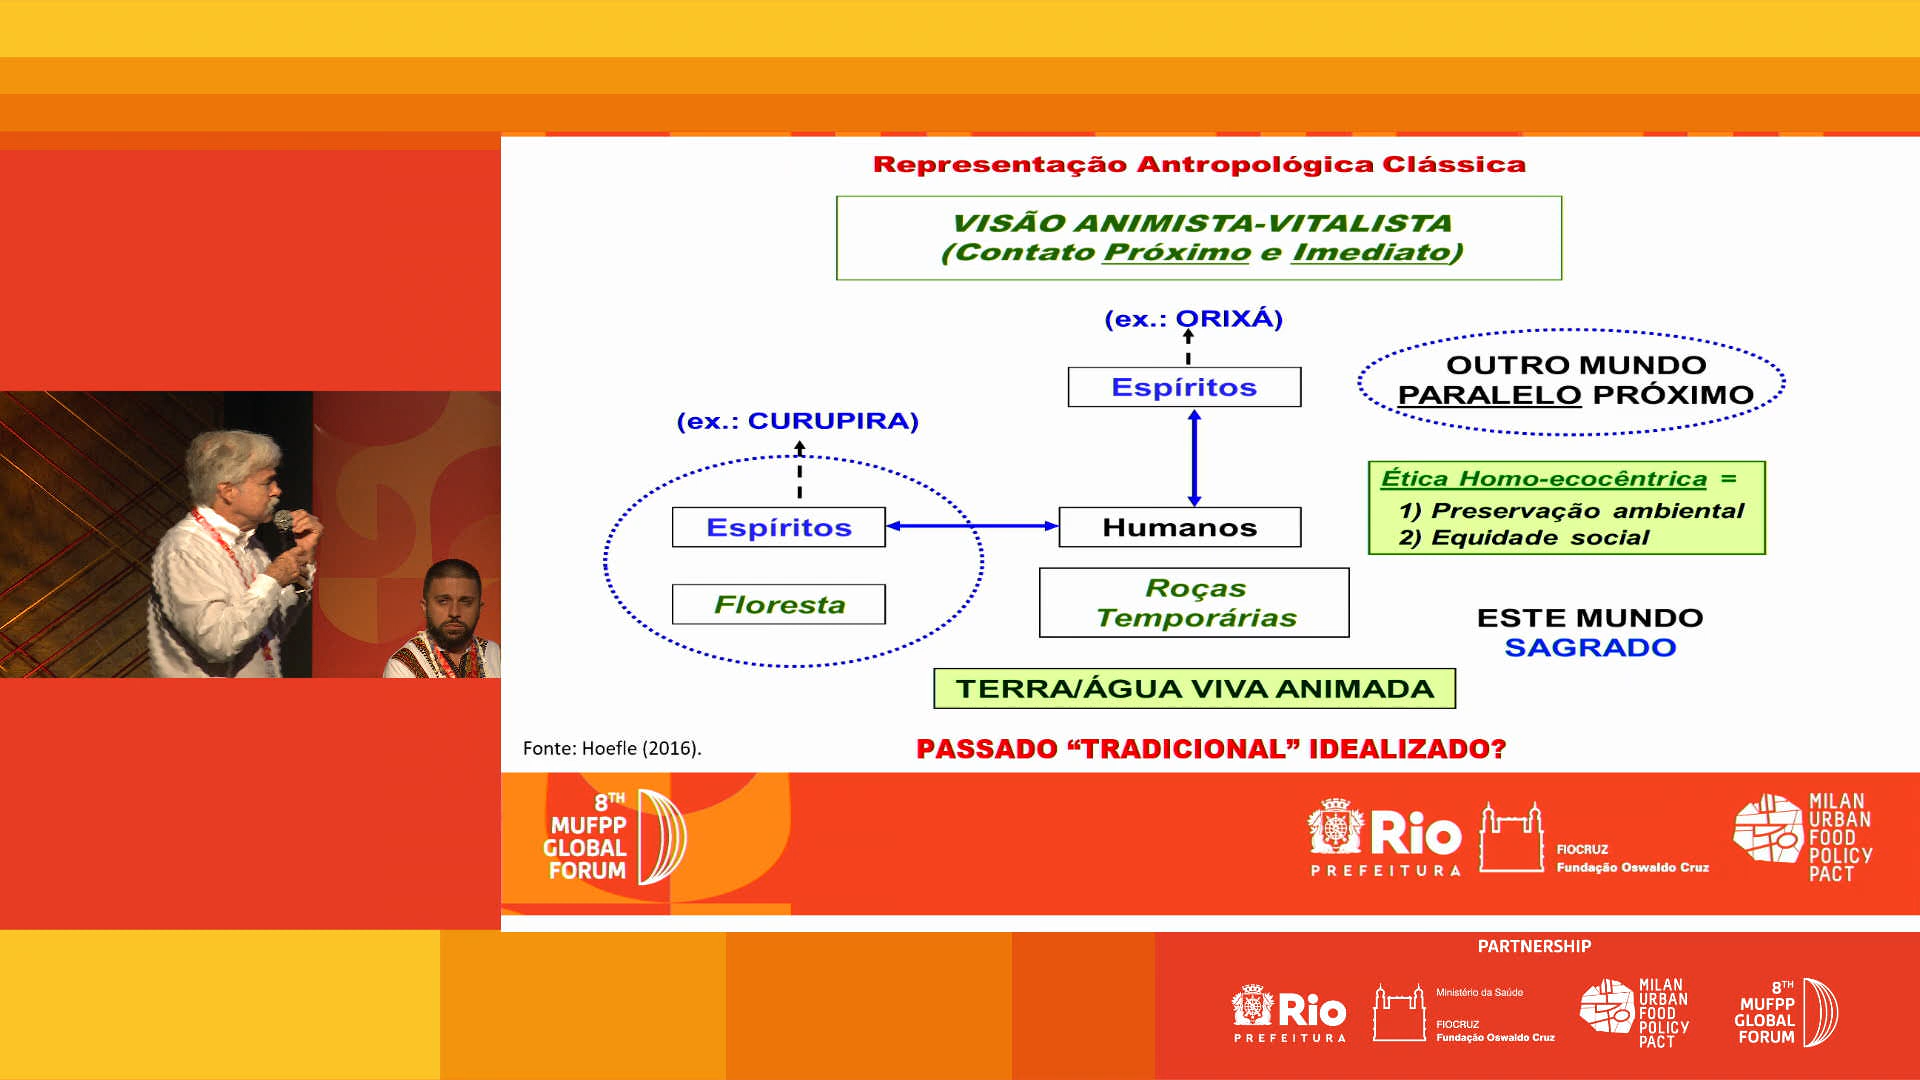 Representação Antropológica Clássica
VISÃO ANIMISTA-VITALISTA
(Contato Próximo e Imediato)
(ex.: ORIXÁ)
Espíritos
OUTRO MUNDO
PARALELO PRÓXIMO
(ex.: CURUPIRA)
Ética Homo-ecocêntrica =
1) Preservação ambiental
2) Equidade social
Espíritos
Humanos
Floresta
Roças
Temporárias
ESTE MUNDO
SAGRADO
TERRA/ÁGUA VIVA ANIMADA
Fonte: Hoefle (2016).
PASSADO “TRADICIONAL” IDEALIZADO?
8TH
MUFPP
GLOBAL
FORUM
Rio
PREFEITURA
FIOCRUZ
Fundação Oswaldo Cruz
MILAN
URBAN
FOOD
POLICY
PACT
PARTNERSHIP
Rio
PREFEITURA
Ministério da Saúde
FIOCRUZ
Fundação Oswaldo Cruz
MILAN
URBAN
FOOD
POLICY
PACT
8TH
MUFPP
GLOBAL
FORUM